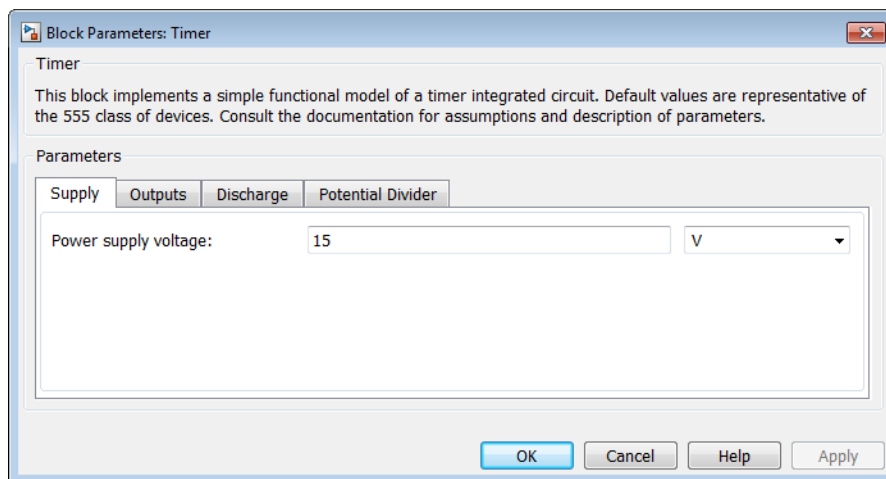 Block Parameters: Timer
Timer
This block implements a simple functional model of a timer integrated circuit. Default values are representative of
the 555 class of devices. Consult the documentation for assumptions and description of parameters.
Parameters
Supply Outputs Discharge Potential Divider
Power supply voltage: 15 V
OK Cancel Help Apply